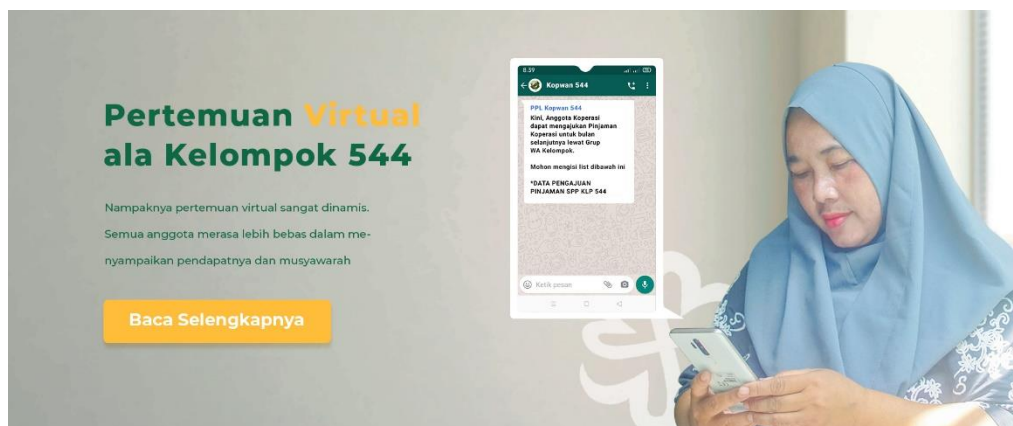 Pertemuan Virtual
ala Kelompok 544
Nampaknya pertemuan virtual sangat dinamis.
Semua anggota merasa lebih bebas dalam me-
nyampaikan pendapatnya dan musyawarah
Baca Selengkapnya
8.59
Kopwan 544
PPL Kopwan 544
Kini, Anggota Koperasi
dapat mengajukan Pinjaman
Koperasi untuk bulan
selanjutnya lewat Grup
WA Kelompok.
Mohon mengisi list dibawah ini
*DATA PENGAJUAN
PINJAMAN SPP KLP 544
Ketik pesan